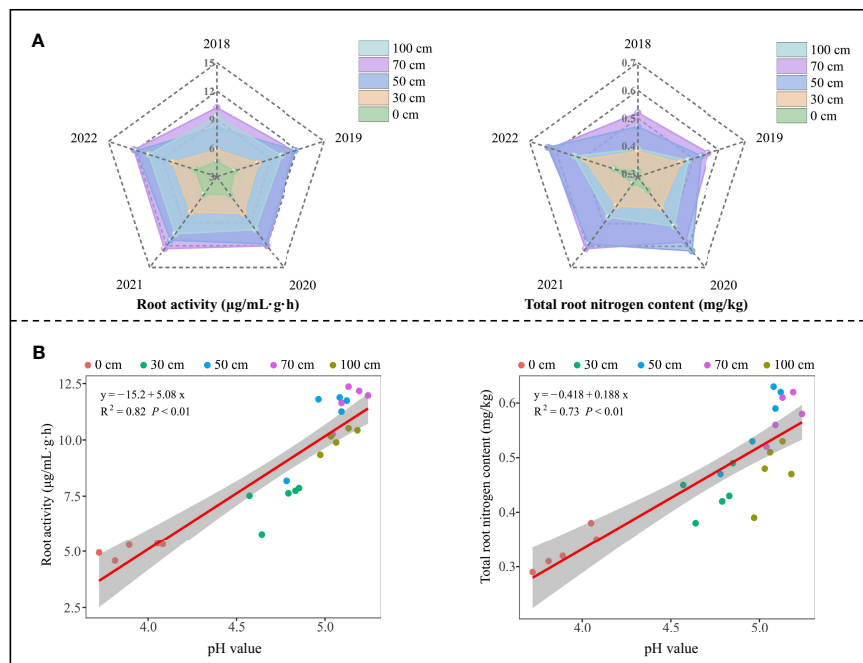 A
2018
2019
2020
2021
2022
15
12
9
6
3
100 cm
70 cm
50 cm
30 cm
0 cm
Root activity (μg/mL·g·h)
2018
2019
2020
2021
2022
0.7
0.6
0.5
0.4
0.3
100 cm
70 cm
50 cm
30 cm
0 cm
Total root nitrogen content (mg/kg)
B
0 cm 30 cm 50 cm 70 cm 100 cm
y=−15.2+5.08 x
R² = 0.82 P < 0.01
12.5
10.0
7.5
5.0
2.5
Root activity (μg/mL·g·h)
4.0 4.5 5.0
pH value
0 cm 30 cm 50 cm 70 cm 100 cm
y=−0.418+0.188 x
R² = 0.73 P < 0.01
0.6
0.5
0.4
0.3
Total root nitrogen content (mg/kg)
4.0 4.5 5.0
pH value